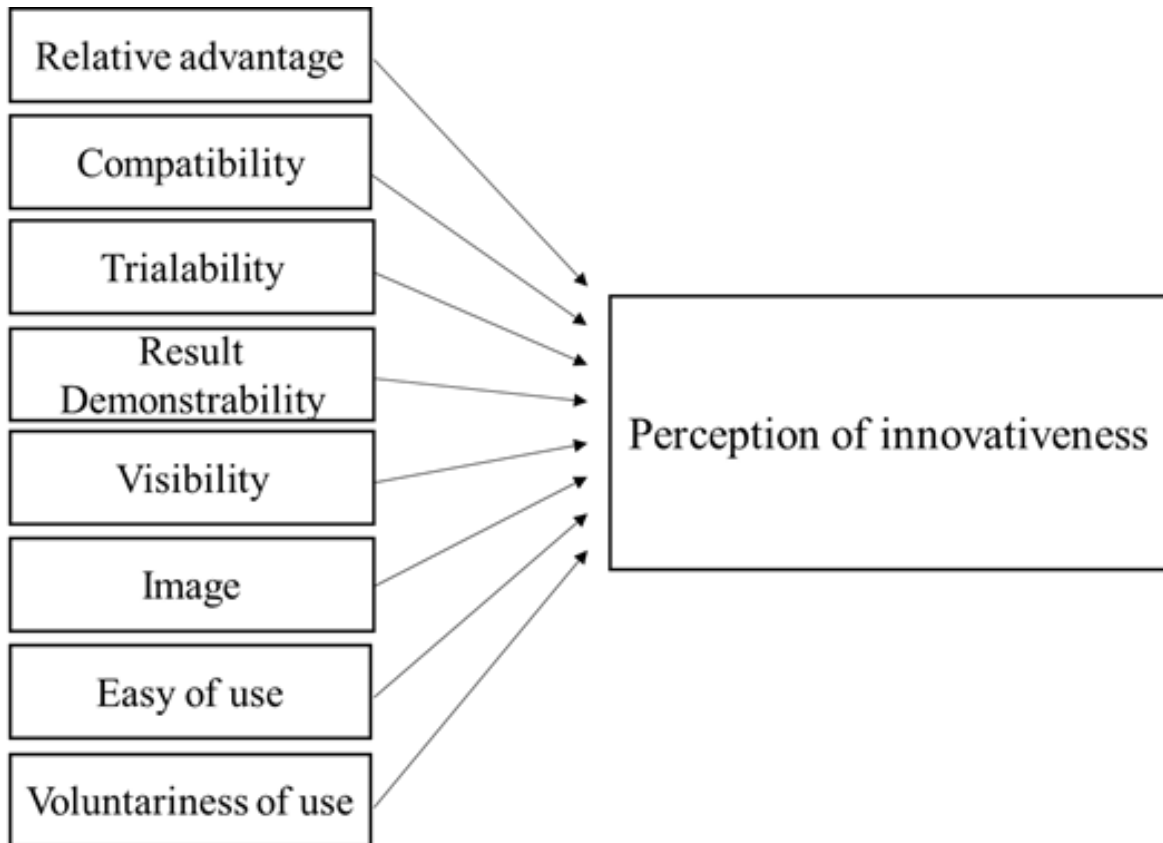 Relative advantage
Compatibility
Trialability
Result
Demonstrability
Visibility
Image
Easy of use
Voluntariness of use
Perception of innovativeness